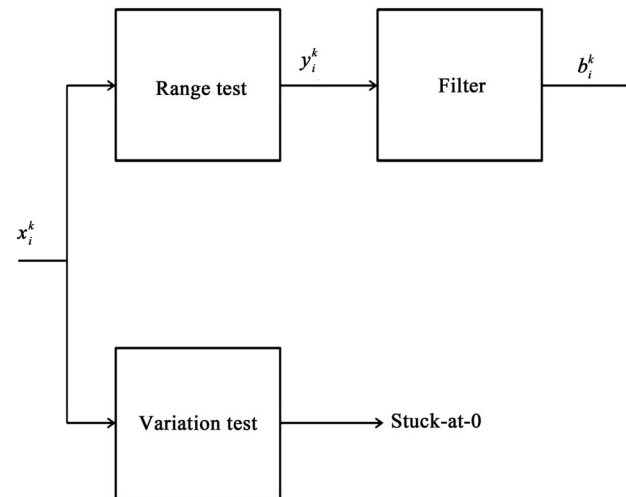 Range test
y_i^k
Filter
b_i^k
x_i^k
Variation test
Stuck-at-0